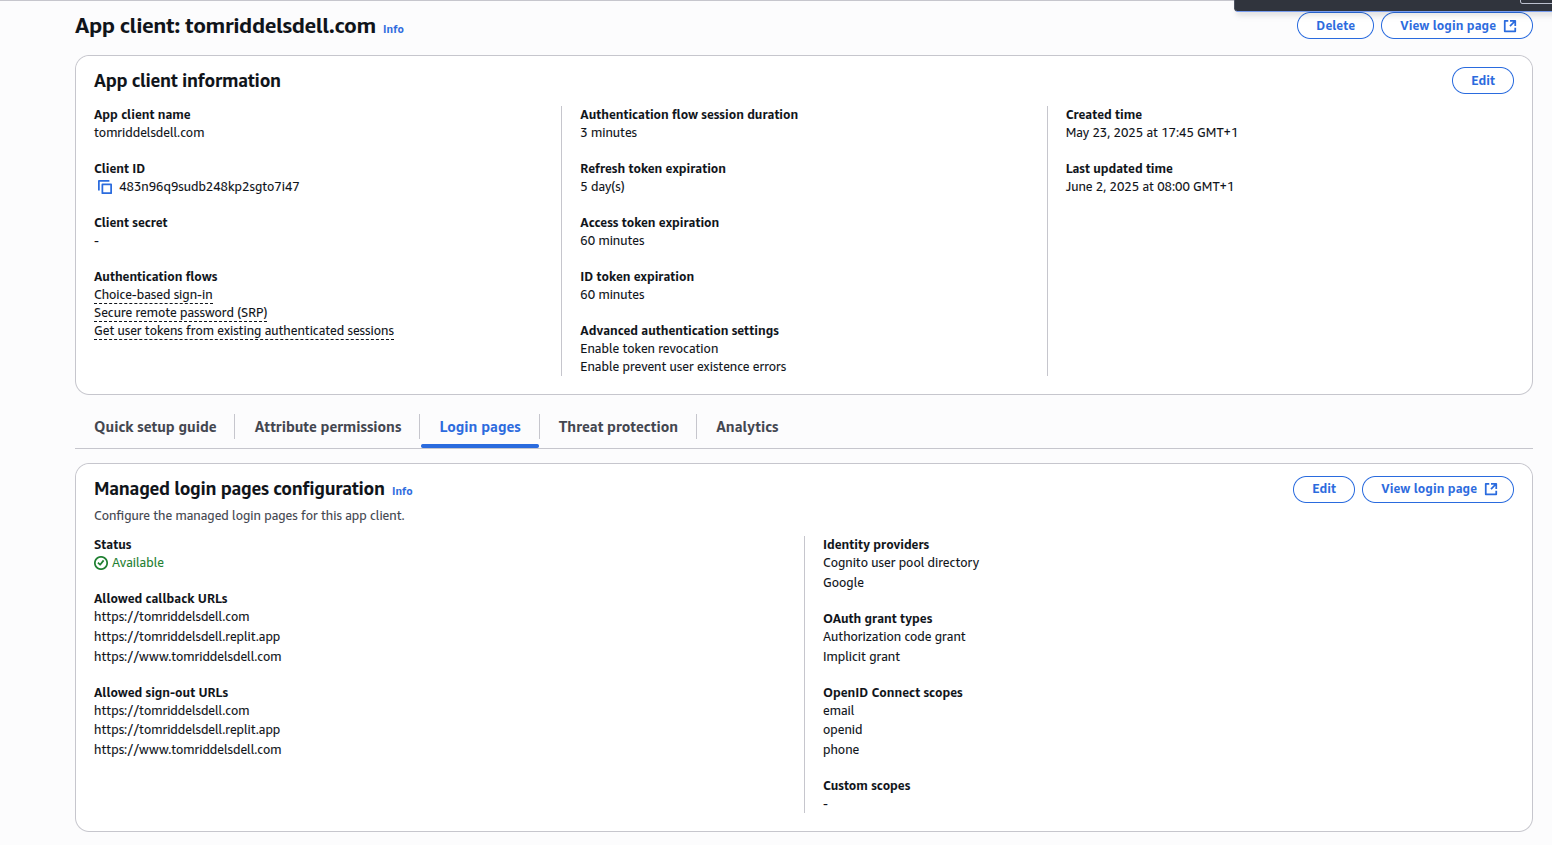 App client: tomriddelsdell.com Info
Delete
View login page
App client information
Edit
App client name
tomriddelsdell.com
Client ID
483n96q9sudb248kp2sgto7i47
Client secret
-
Authentication flows
Choice-based sign-in
Secure remote password (SRP)
Get user tokens from existing authenticated sessions
Authentication flow session duration
3 minutes
Refresh token expiration
5 day(s)
Access token expiration
60 minutes
ID token expiration
60 minutes
Advanced authentication settings
Enable token revocation
Enable prevent user existence errors
Created time
May 23, 2025 at 17:45 GMT+1
Last updated time
June 2, 2025 at 08:00 GMT+1
Quick setup guide
Attribute permissions
Login pages
Threat protection
Analytics
Managed login pages configuration Info
Edit
View login page
Configure the managed login pages for this app client.
Status
Available
Allowed callback URLs
https://tomriddelsdell.com
https://tomriddelsdell.replit.app
https://www.tomriddelsdell.com
Allowed sign-out URLs
https://tomriddelsdell.com
https://tomriddelsdell.replit.app
https://www.tomriddelsdell.com
Identity providers
Cognito user pool directory
Google
OAuth grant types
Authorization code grant
Implicit grant
OpenID Connect scopes
email
openid
phone
Custom scopes
-